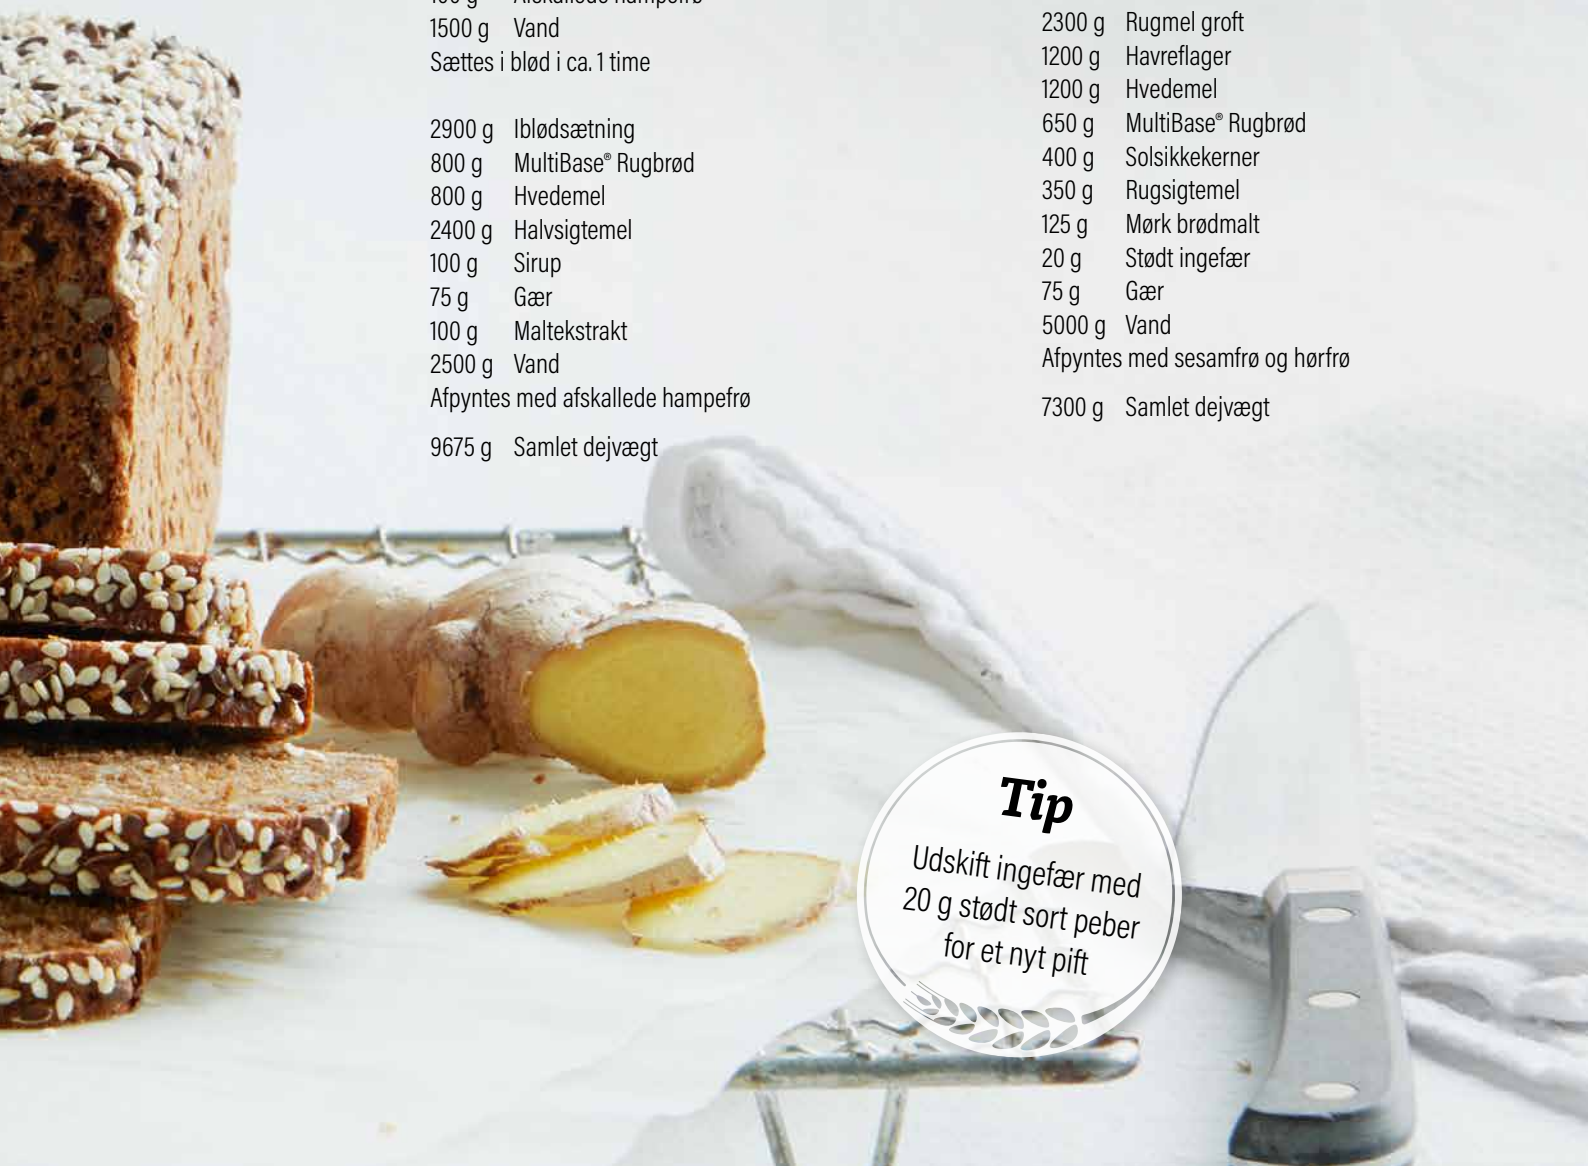 1500 g Vand
Sættes i blød i ca. 1 time
2900 g Iblødsætning
800 g MultiBase® Rugbrød
800 g Hvedemel
2400 g Halvsigtemel
100 g Sirup
75 g Gær
100 g Maltekstrakt
2500 g Vand
Afpyntes med afskallede hampefrø
9675 g Samlet dejvægt
2300 g Rugmel groft
1200 g Havreflager
1200 g Hvedemel
650 g MultiBase® Rugbrød
400 g Solsikkekerner
350 g Rugsigtemel
125 g Mørk brødmalt
20 g Stødt ingefær
75 g Gær
5000 g Vand
Afpyntes med sesamfrø og hørfrø
7300 g Samlet dejvægt
Tip
Udskift ingefær med
20 g stødt sort peber
for et nyt pift